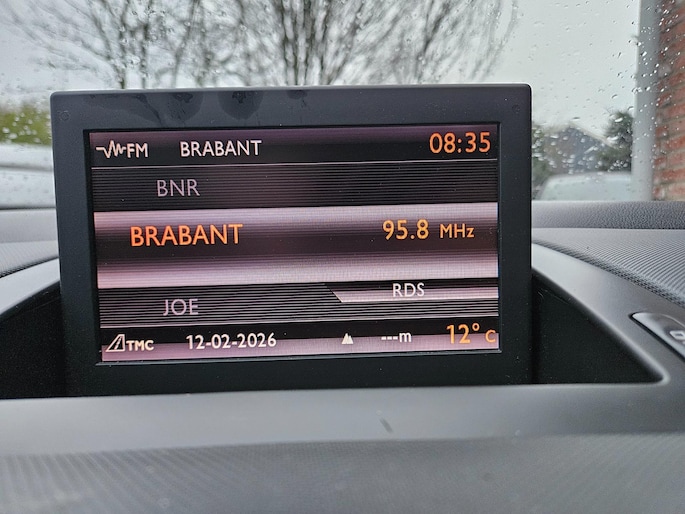 FM BRABANT 08:35
BNR
BRABANT 95.8 MHz
RDS
JOE
TMC 12-02-2026 ---m 12° C